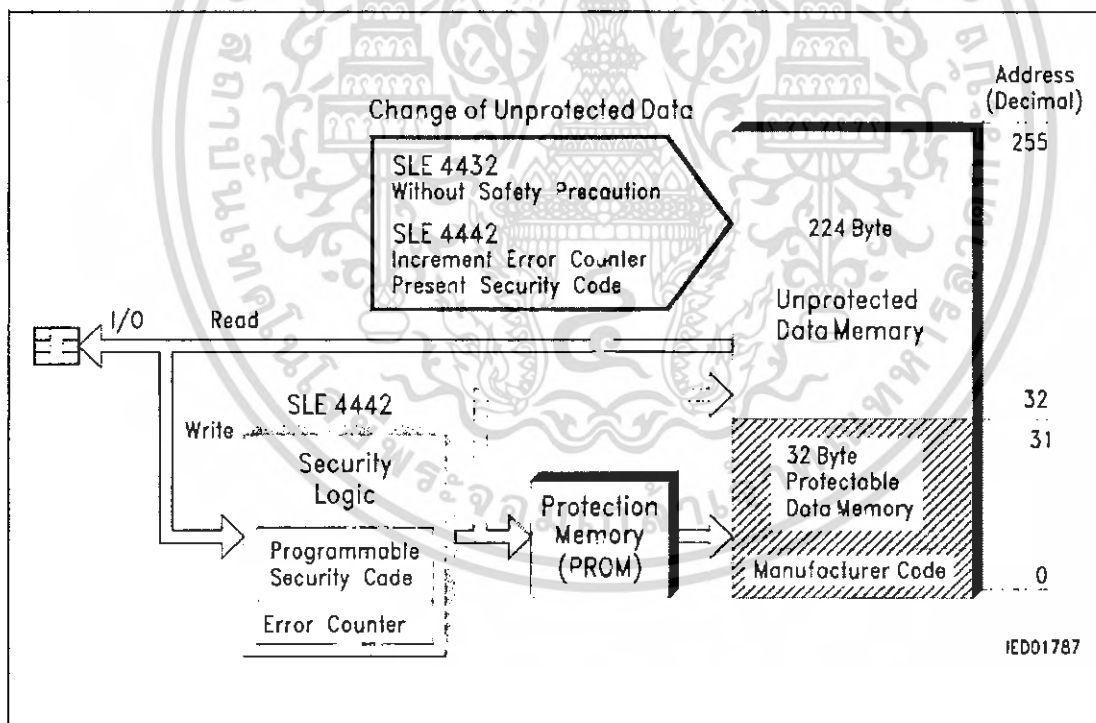 Address
(Decimal)
255
Change of Unprotected Data
SLE 4432
Without Safety Precaution
SLE 4442
Increment Error Counter
Present Security Code
224 Byte
Unprotected
Data Memory
I/O
Read
SLE 4442
Write
Security
Logic
Programmable
Security Code
Error Counter
Protection
Memory
(PROM)
32
31
32 Byte
Protectable
Data Memory
Manufacturer Code
0
IED01787